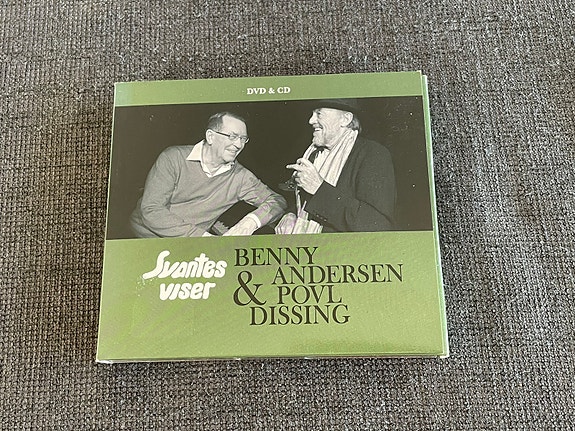 DVD & CD
Svantes
viser
BENNY
ANDERSEN
& POVL
DISSING